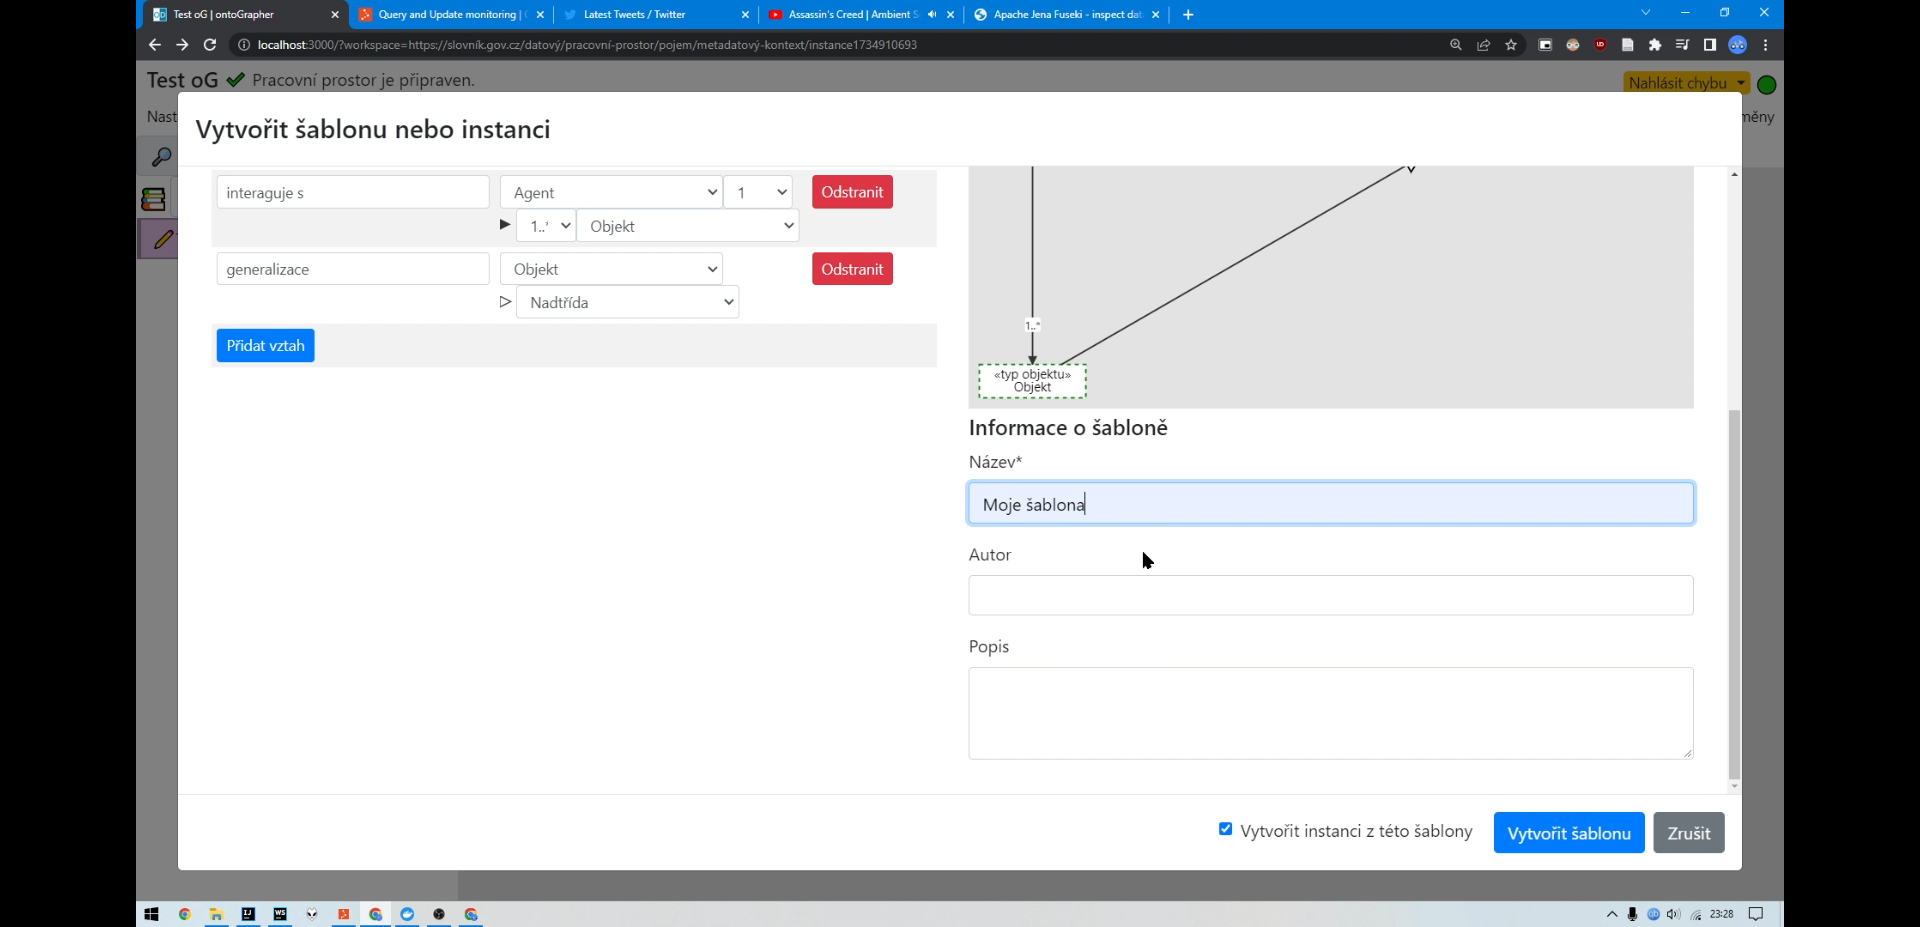 Test oG | ontoGrapher
Query and Update monitoring |
Latest Tweets / Twitter
Assassin's Creed | Ambient S
Apache Jena Fuseki - inspect dat
localhost:3000/?workspace=https://slovník.gov.cz/datový/pracovní-prostor/pojem/metadatový-kontext/instance1734910693
Test oG Pracovní prostor je připraven.
Nahlásit chybu
Nast
měny
Vytvořit šablonu nebo instanci
interaguje s Agent 1 Odstranit
1..* Objekt
generalizace Objekt Odstranit
Nadtřída
Přidat vztah
1..*
«typ objektu»
Objekt
Informace o šabloně
Název*
Moje šablona
Autor
Popis
Vytvořit instanci z této šablony
Vytvořit šablonu
Zrušit
23:28